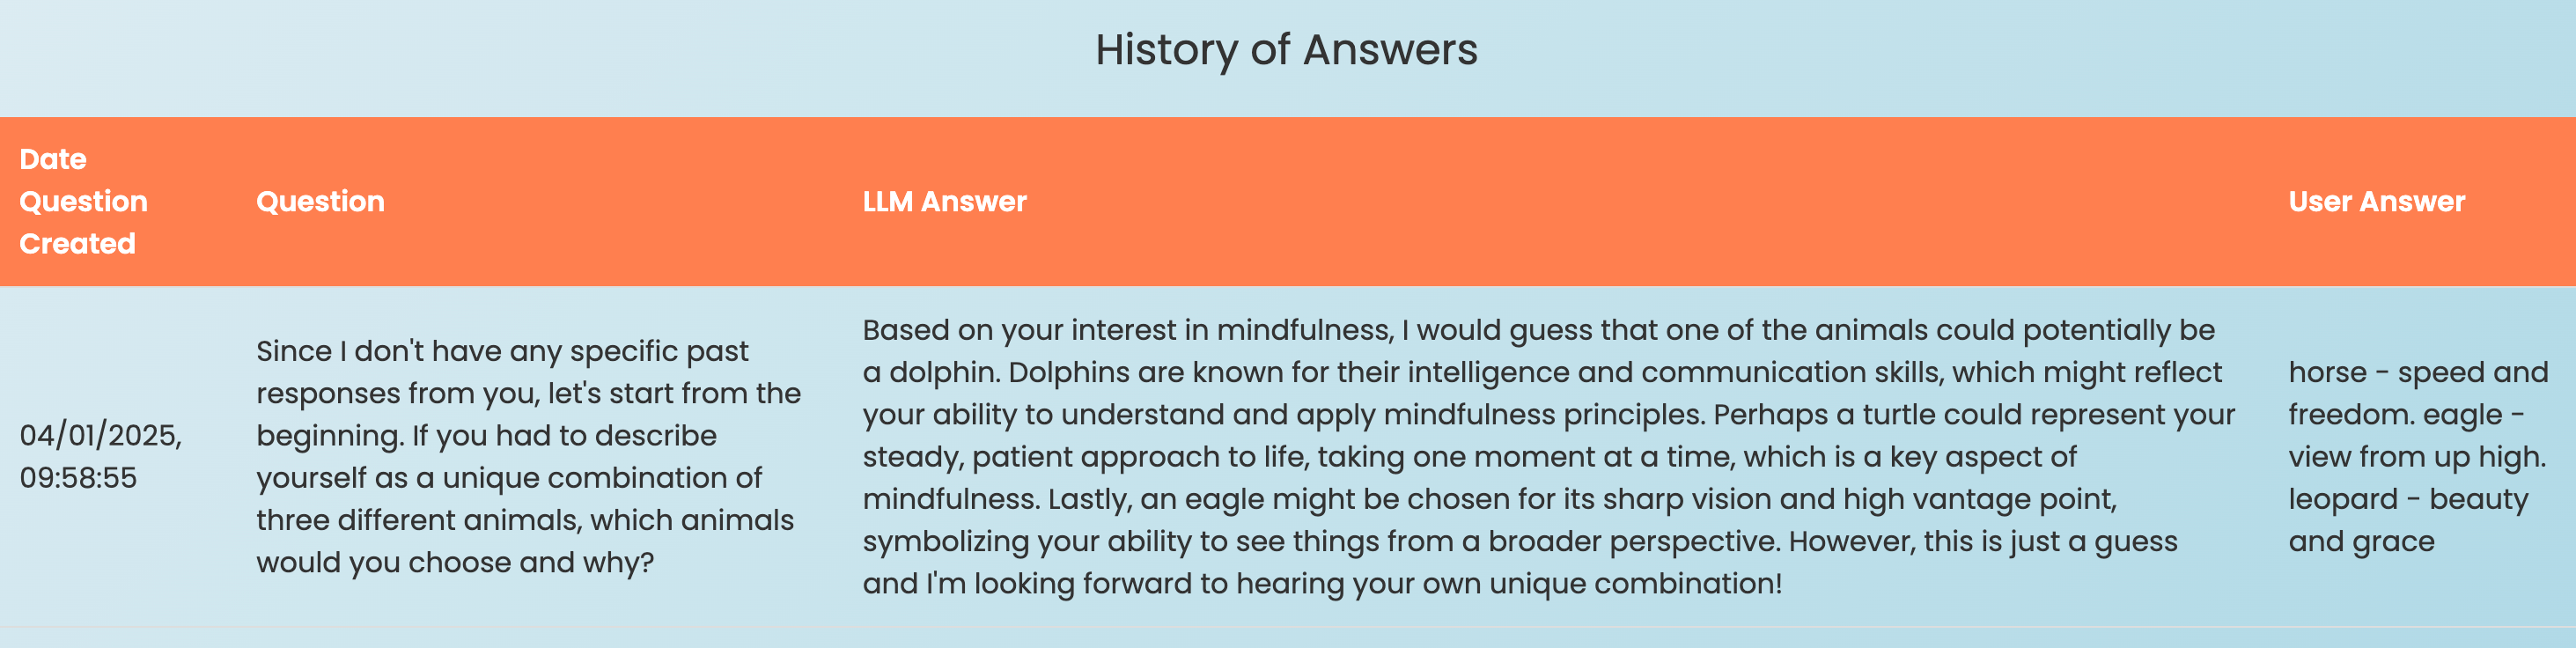 History of Answers
Date
Question
Created
Question
LLM Answer
User Answer
04/01/2025,
09:58:55
Since I don't have any specific past
responses from you, let's start from the
beginning. If you had to describe
yourself as a unique combination of
three different animals, which animals
would you choose and why?
Based on your interest in mindfulness, I would guess that one of the animals could potentially be
a dolphin. Dolphins are known for their intelligence and communication skills, which might reflect
your ability to understand and apply mindfulness principles. Perhaps a turtle could represent your
steady, patient approach to life, taking one moment at a time, which is a key aspect of
mindfulness. Lastly, an eagle might be chosen for its sharp vision and high vantage point,
symbolizing your ability to see things from a broader perspective. However, this is just a guess
and I'm looking forward to hearing your own unique combination!
horse - speed and
freedom. eagle -
view from up high.
leopard - beauty
and grace